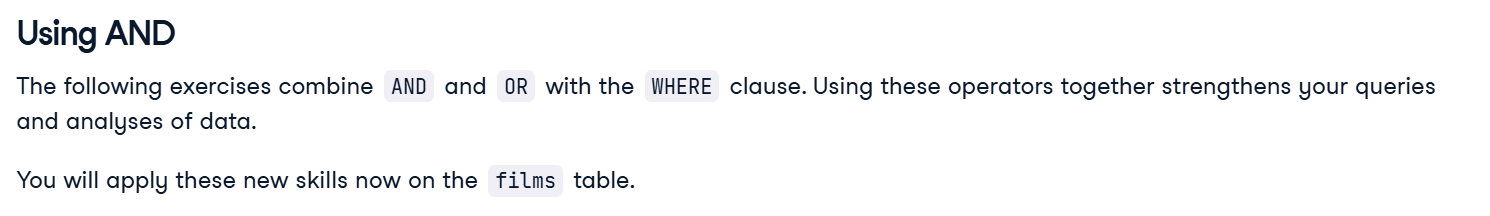 Using AND
The following exercises combine AND and OR with the WHERE clause. Using these operators together strengthens your queries
and analyses of data.
You will apply these new skills now on the films table.